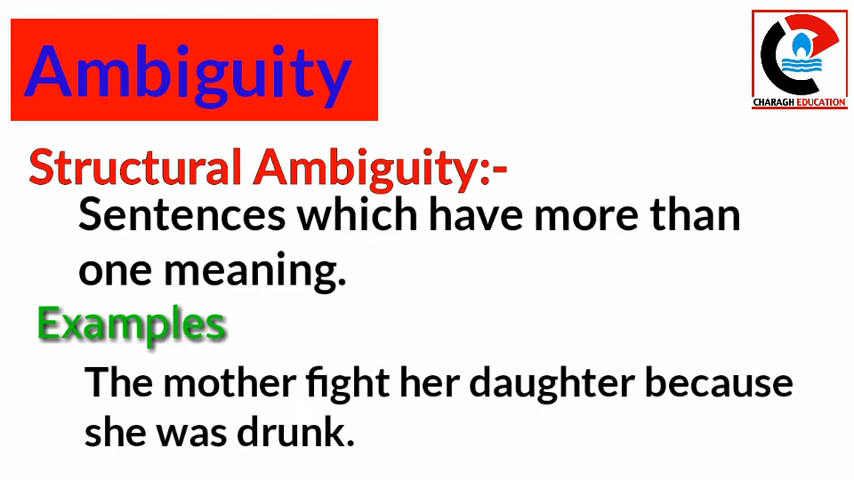 Ambiguity
CHARAGH EDUCATION
Structural Ambiguity:-
Sentences which have more than
one meaning.
Examples
The mother fight her daughter because
she was drunk.